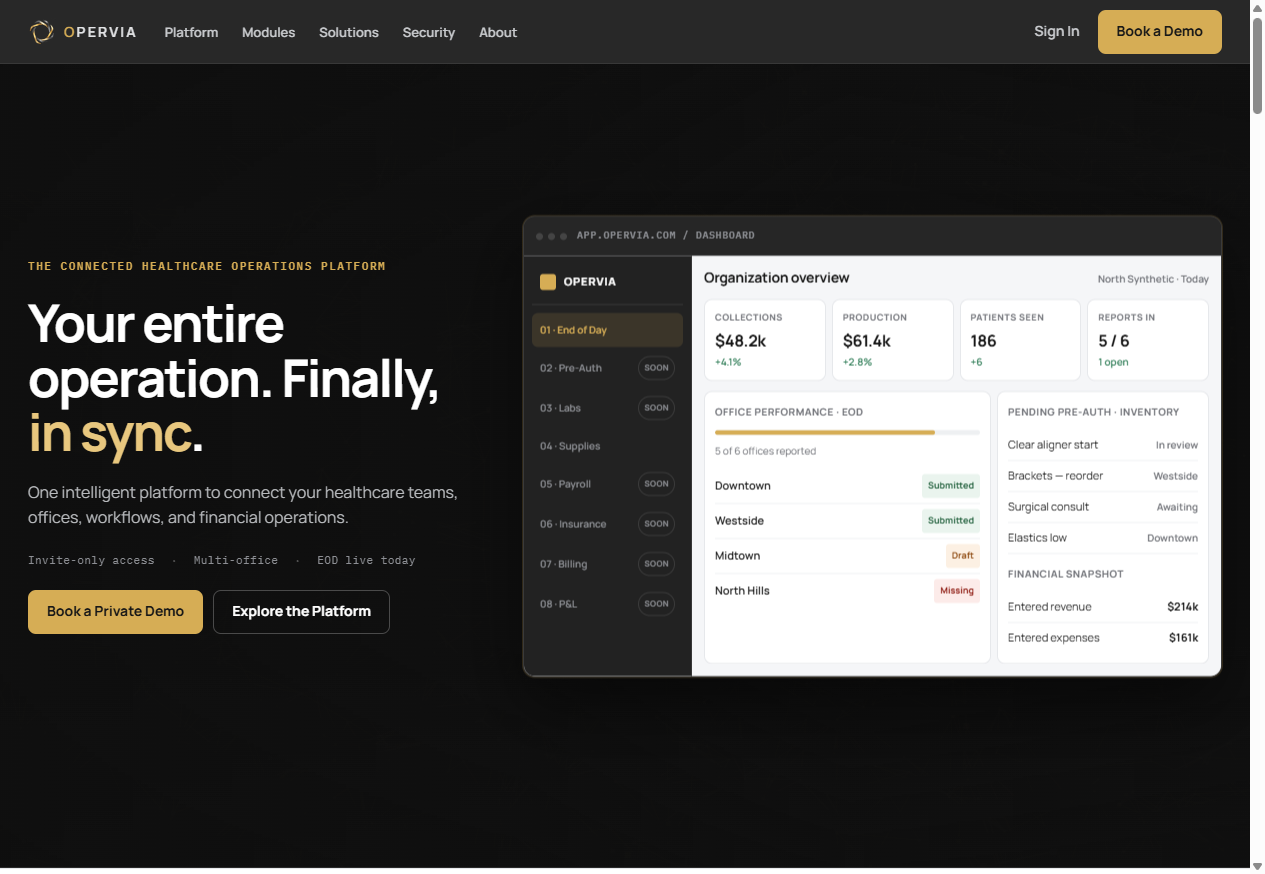 OPERVIA
Platform
Modules
Solutions
Security
About
Sign In
Book a Demo
THE CONNECTED HEALTHCARE OPERATIONS PLATFORM
Your entire
operation. Finally,
in sync.
One intelligent platform to connect your healthcare teams,
offices, workflows, and financial operations.
Invite-only access · Multi-office · EOD live today
Book a Private Demo
Explore the Platform
APP.OPERVIA.COM / DASHBOARD
OPERVIA
01 · End of Day
02 · Pre-Auth SOON
03 · Labs SOON
04 · Supplies
05 · Payroll SOON
06 · Insurance SOON
07 · Billing SOON
08 · P&L SOON
Organization overview
North Synthetic · Today
COLLECTIONS
$48.2k
+4.1%
PRODUCTION
$61.4k
+2.8%
PATIENTS SEEN
186
+6
REPORTS IN
5 / 6
1 open
OFFICE PERFORMANCE · EOD
5 of 6 offices reported
Downtown Submitted
Westside Submitted
Midtown Draft
North Hills Missing
PENDING PRE-AUTH · INVENTORY
Clear aligner start In review
Brackets — reorder Westside
Surgical consult Awaiting
Elastics low Downtown
FINANCIAL SNAPSHOT
Entered revenue $214k
Entered expenses $161k